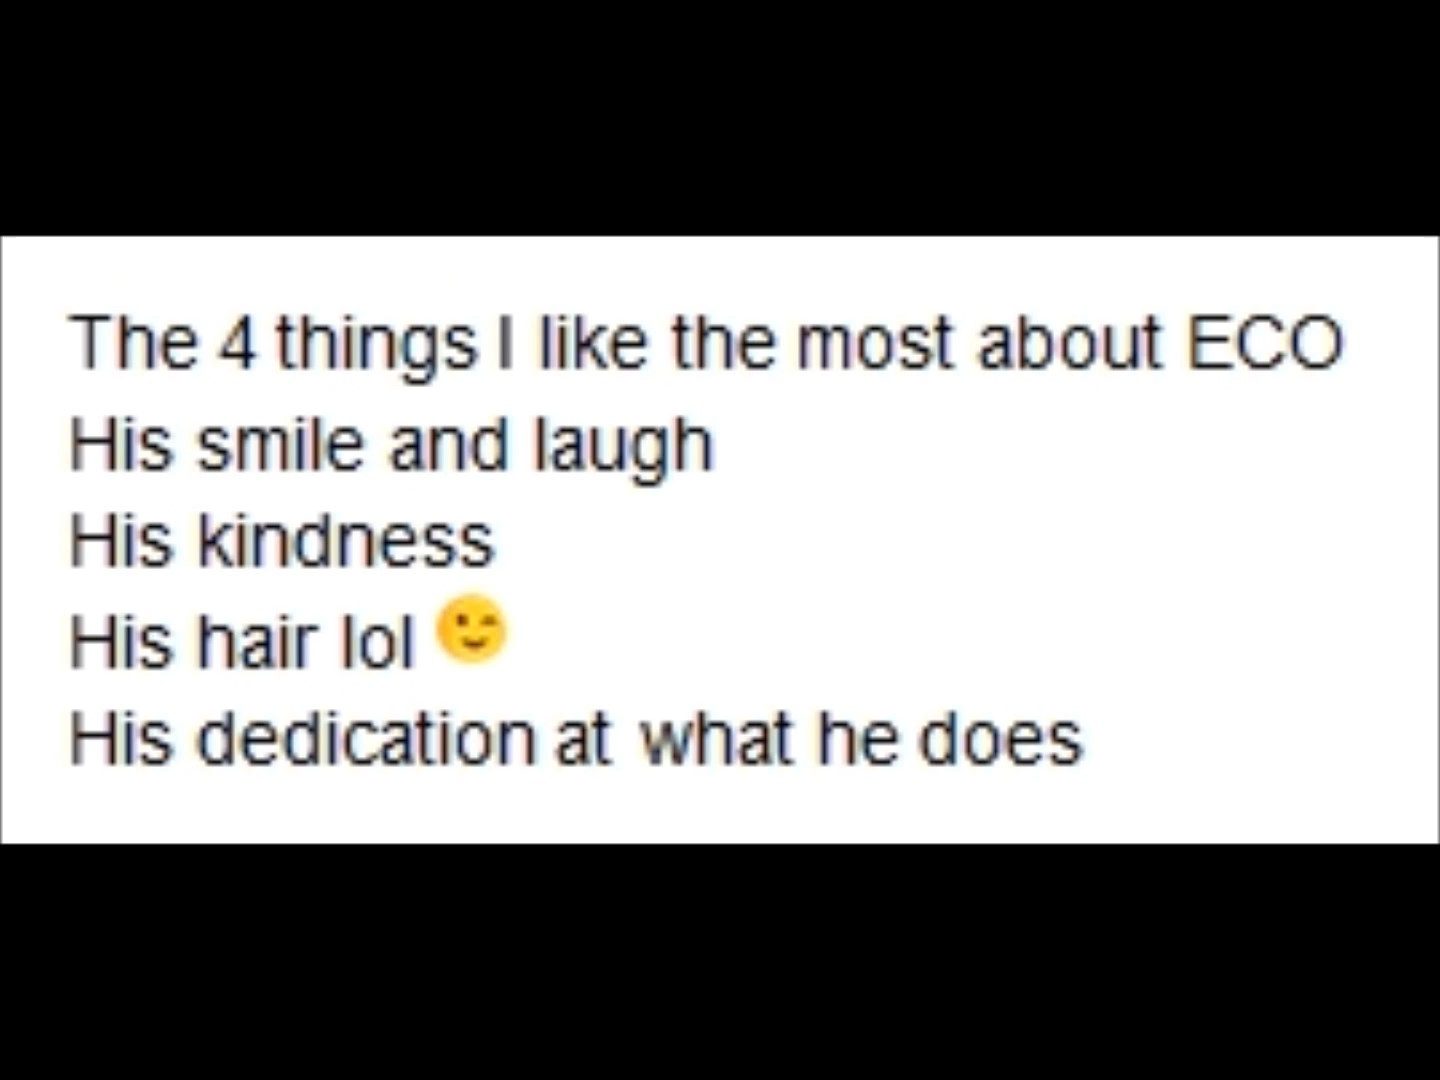 The 4 things I like the most about ECO
His smile and laugh
His kindness
His hair lol 😉
His dedication at what he does